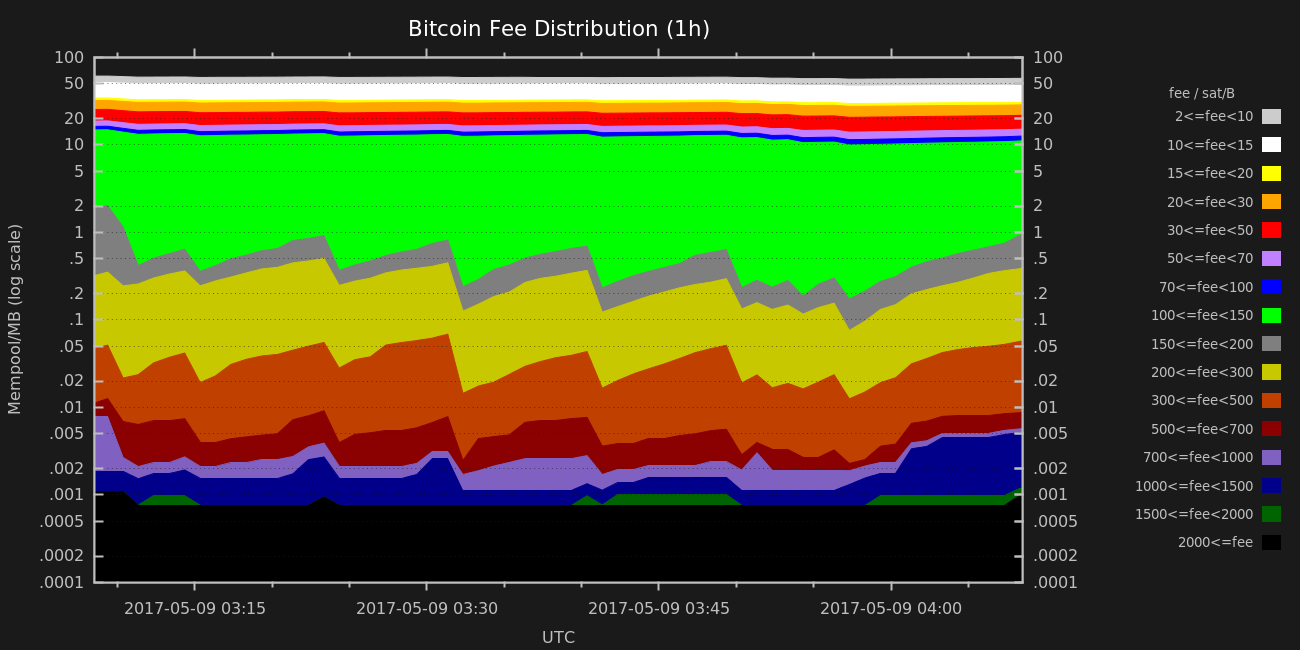 Bitcoin Fee Distribution (1h)
Mempool/MB (log scale)
100
50
20
10
5
2
1
.5
.2
.1
.05
.02
.01
.005
.002
.001
.0005
.0002
.0001
100
50
20
10
5
2
1
.5
.2
.1
.05
.02
.01
.005
.002
.001
.0005
.0002
.0001
2017-05-09 03:15
2017-05-09 03:30
2017-05-09 03:45
2017-05-09 04:00
UTC
fee / sat/B
2<=fee<10
10<=fee<15
15<=fee<20
20<=fee<30
30<=fee<50
50<=fee<70
70<=fee<100
100<=fee<150
150<=fee<200
200<=fee<300
300<=fee<500
500<=fee<700
700<=fee<1000
1000<=fee<1500
1500<=fee<2000
2000<=fee